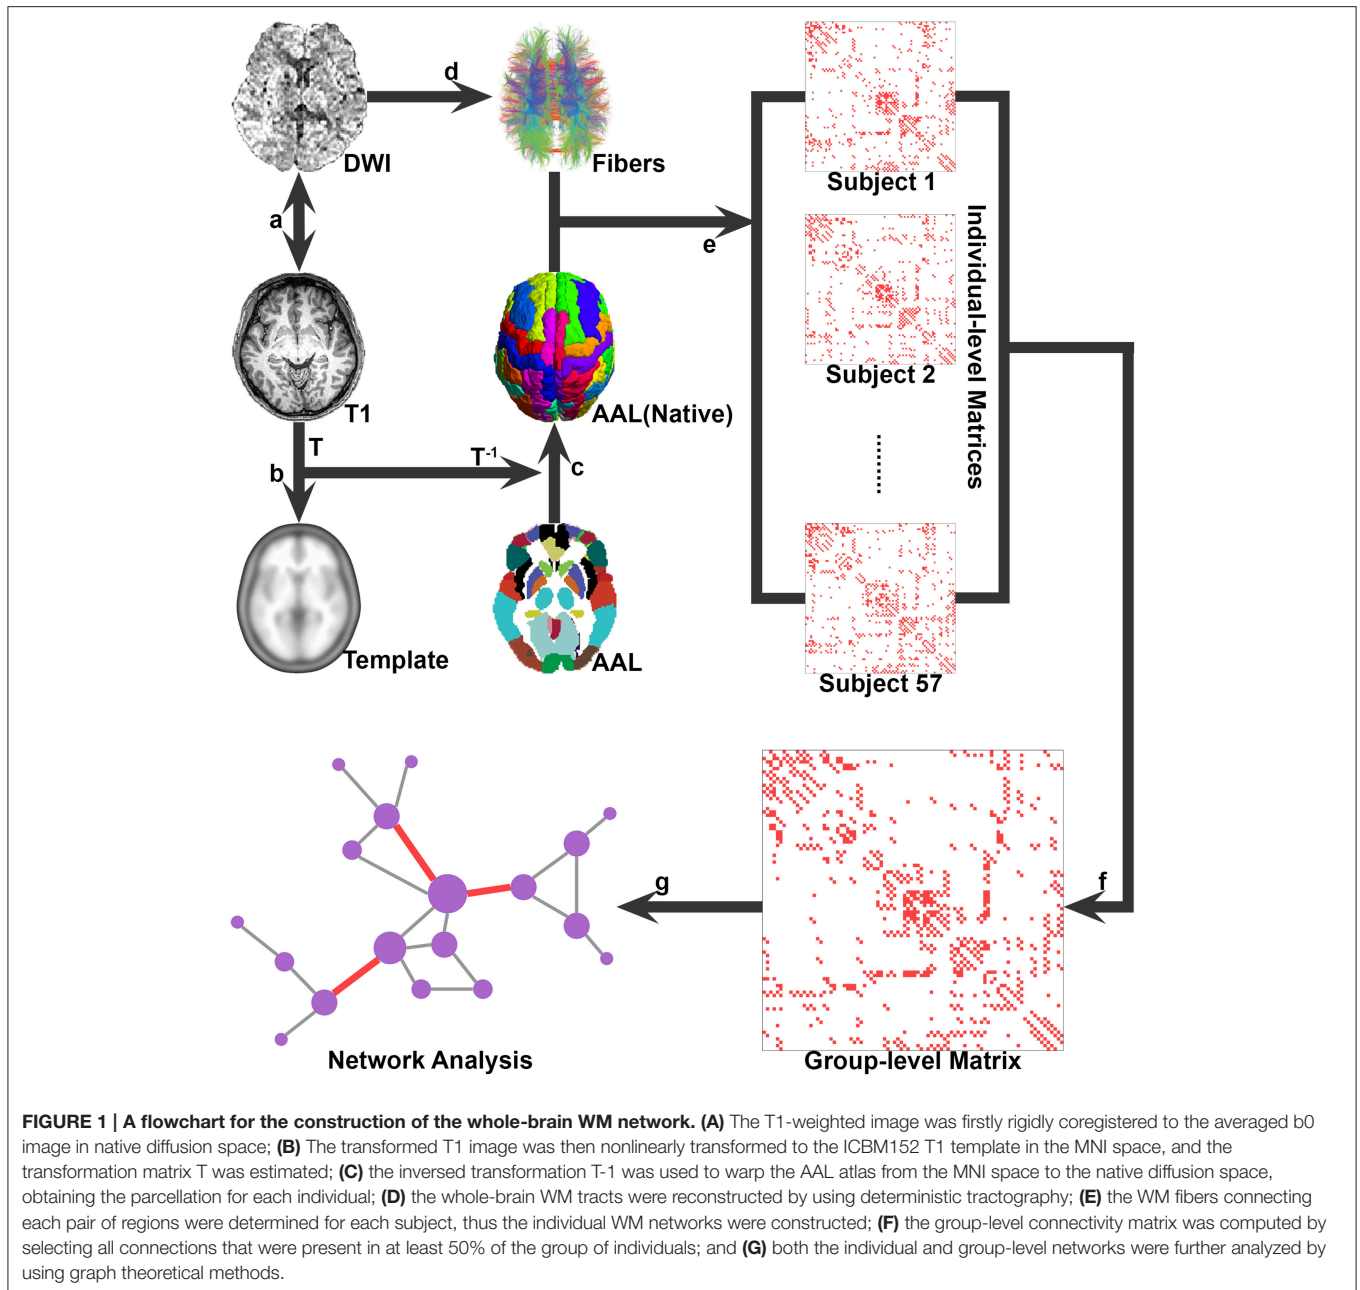 d
DWI
Fibers
Subject 1
a
e
Individual-level Matrices
T1
AAL(Native)
Subject 2
T
T-1
b
c
Template
AAL
Subject 57
g
f
Network Analysis
Group-level Matrix
FIGURE 1 | A flowchart for the construction of the whole-brain WM network. (A) The T1-weighted image was firstly rigidly coregistered to the averaged b0
image in native diffusion space; (B) The transformed T1 image was then nonlinearly transformed to the ICBM152 T1 template in the MNI space, and the
transformation matrix T was estimated; (C) the inversed transformation T-1 was used to warp the AAL atlas from the MNI space to the native diffusion space,
obtaining the parcellation for each individual; (D) the whole-brain WM tracts were reconstructed by using deterministic tractography; (E) the WM fibers connecting
each pair of regions were determined for each subject, thus the individual WM networks were constructed; (F) the group-level connectivity matrix was computed by
selecting all connections that were present in at least 50% of the group of individuals; and (G) both the individual and group-level networks were further analyzed by
using graph theoretical methods.